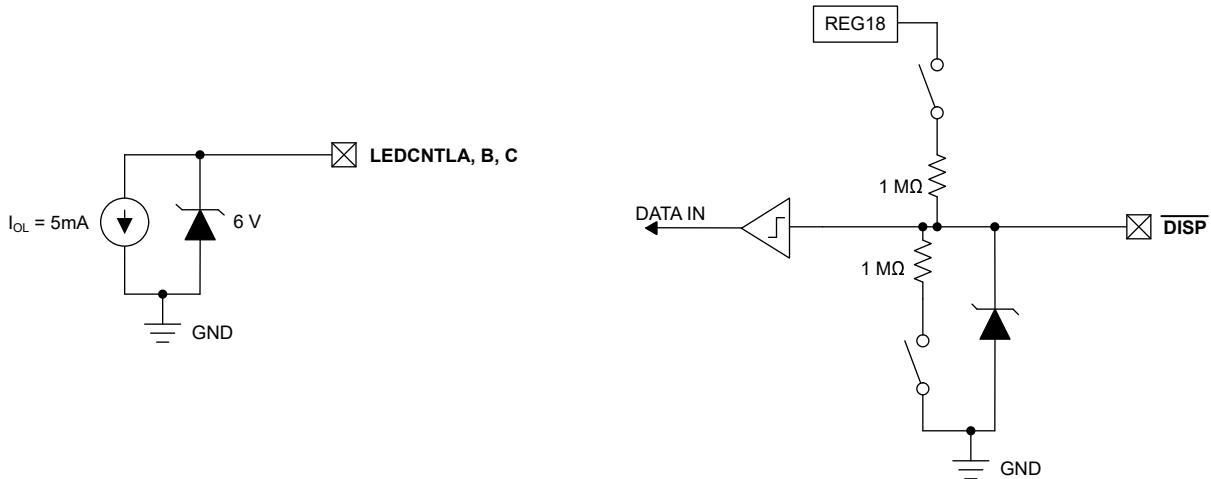 REG18
LEDCNTLA, B, C
1 MΩ
I_OL = 5mA
6 V
DATA IN
DISP
1 MΩ
GND
GND